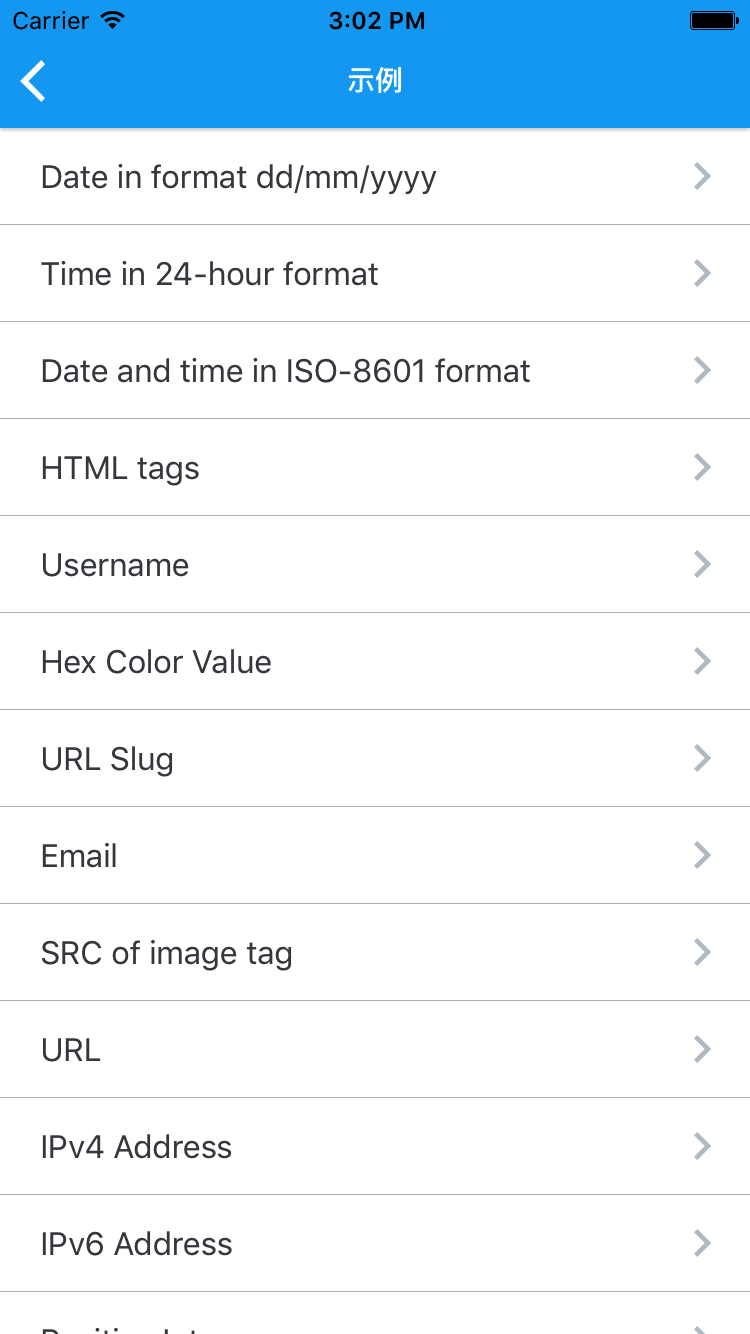 Carrier 3:02 PM
示例
Date in format dd/mm/yyyy
Time in 24-hour format
Date and time in ISO-8601 format
HTML tags
Username
Hex Color Value
URL Slug
Email
SRC of image tag
URL
IPv4 Address
IPv6 Address